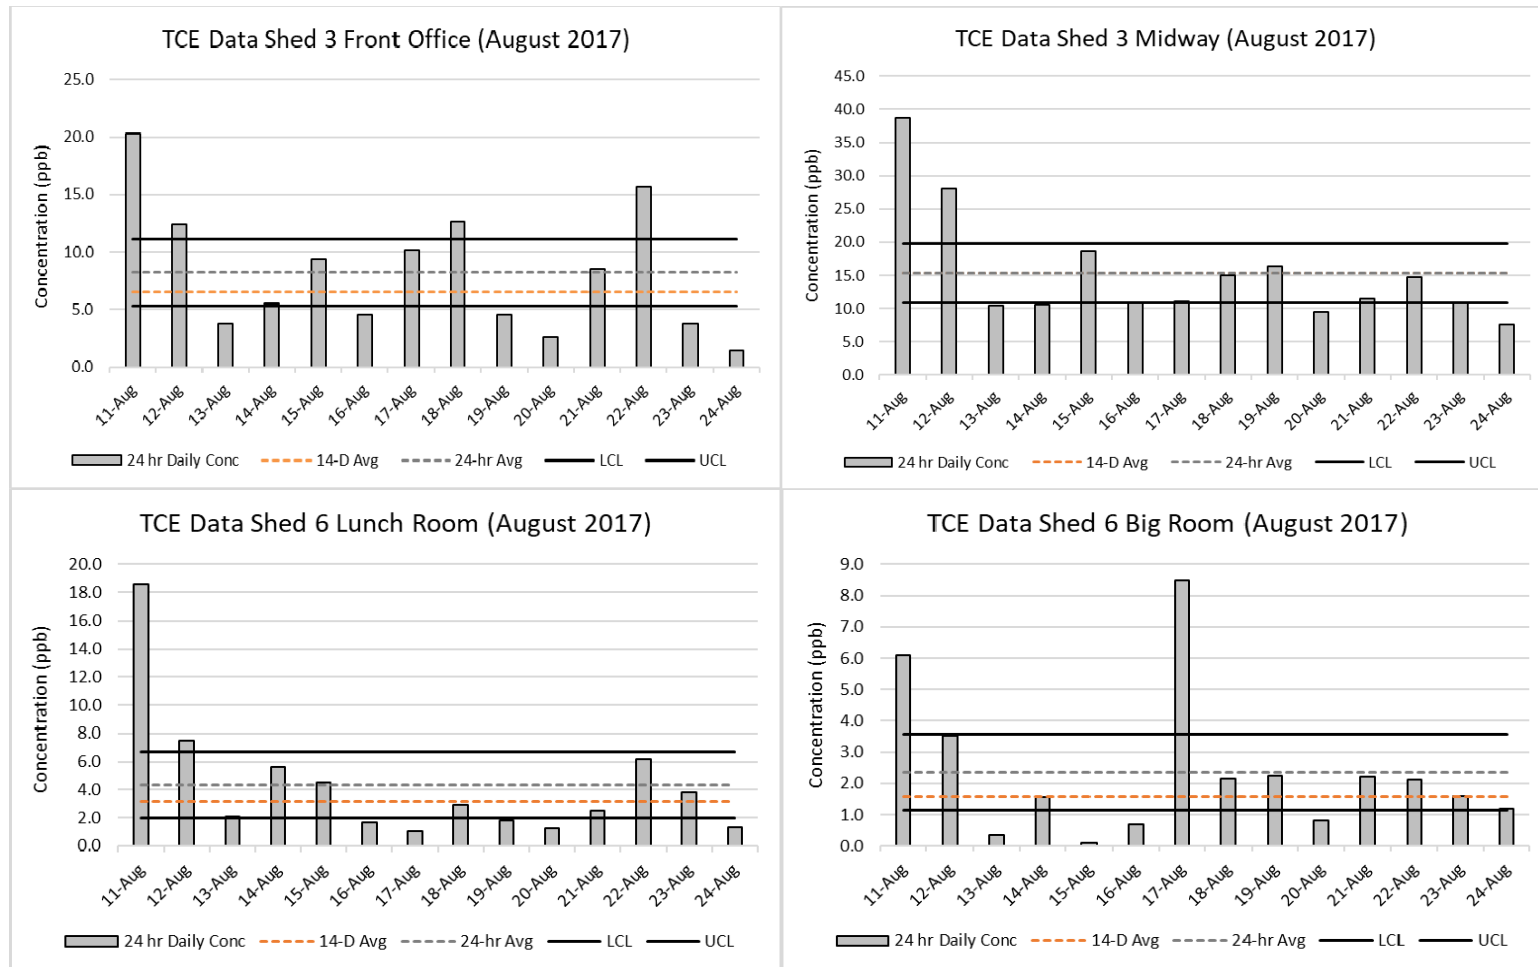 TCE Data Shed 3 Front Office (August 2017)
Concentration (ppb)
25.0
20.0
15.0
10.0
5.0
0.0
11-Aug
12-Aug
13-Aug
14-Aug
15-Aug
16-Aug
17-Aug
18-Aug
19-Aug
20-Aug
21-Aug
22-Aug
23-Aug
24-Aug
24 hr Daily Conc 14-D Avg 24-hr Avg LCL UCL
TCE Data Shed 3 Midway (August 2017)
Concentration (ppb)
45.0
40.0
35.0
30.0
25.0
20.0
15.0
10.0
5.0
0.0
11-Aug
12-Aug
13-Aug
14-Aug
15-Aug
16-Aug
17-Aug
18-Aug
19-Aug
20-Aug
21-Aug
22-Aug
23-Aug
24-Aug
24 hr Daily Conc 14-D Avg 24-hr Avg LCL UCL
TCE Data Shed 6 Lunch Room (August 2017)
Concentration (ppb)
20.0
18.0
16.0
14.0
12.0
10.0
8.0
6.0
4.0
2.0
0.0
11-Aug
12-Aug
13-Aug
14-Aug
15-Aug
16-Aug
17-Aug
18-Aug
19-Aug
20-Aug
21-Aug
22-Aug
23-Aug
24-Aug
24 hr Daily Conc 14-D Avg 24-hr Avg LCL UCL
TCE Data Shed 6 Big Room (August 2017)
Concentration (ppb)
9.0
8.0
7.0
6.0
5.0
4.0
3.0
2.0
1.0
0.0
11-Aug
12-Aug
13-Aug
14-Aug
15-Aug
16-Aug
17-Aug
18-Aug
19-Aug
20-Aug
21-Aug
22-Aug
23-Aug
24-Aug
24 hr Daily Conc 14-D Avg 24-hr Avg LCL UCL